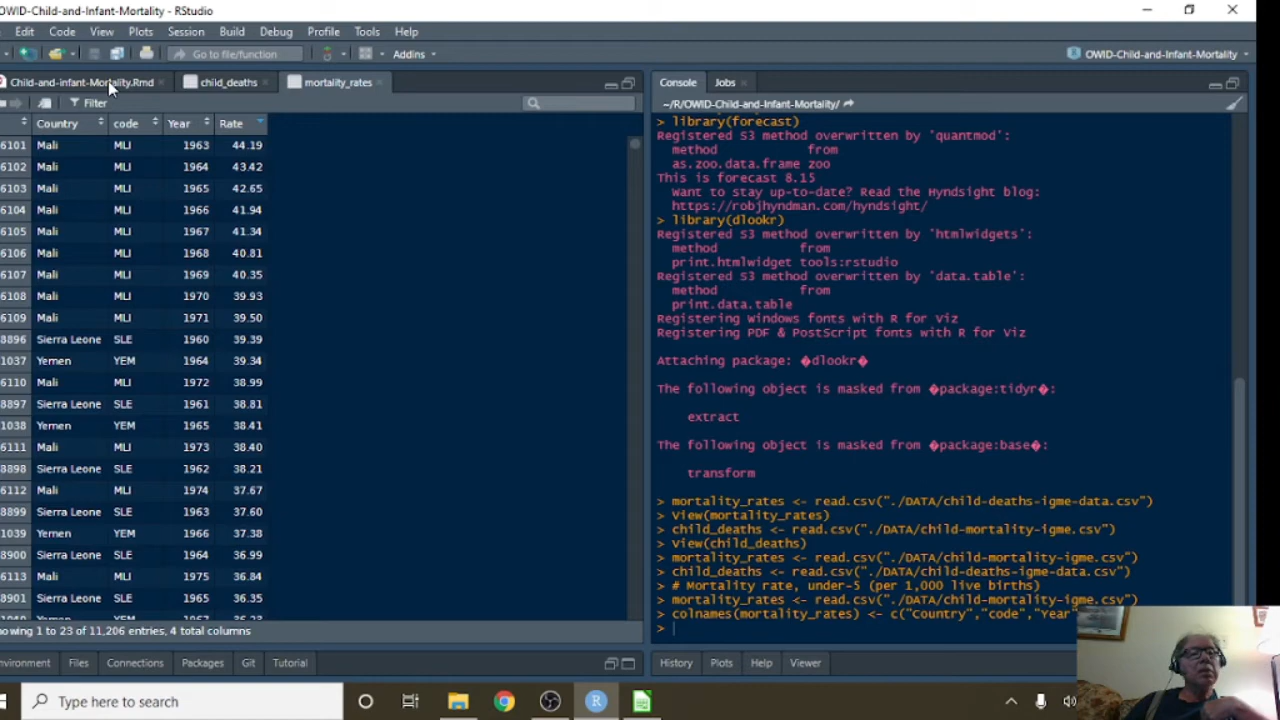 OWID-Child-and-Infant-Mortality - RStudio
Edit Code View Plots Session Build Debug Profile Tools Help
Go to file/function Addins OWID-Child-and-Infant-Mortality
Child-and-infant-Mortality.Rmd child_deaths mortality_rates
Filter
Country code Year Rate
6101 Mali MLI 1963 44.19
6102 Mali MLI 1964 43.42
6103 Mali MLI 1965 42.65
6104 Mali MLI 1966 41.94
6105 Mali MLI 1967 41.34
6106 Mali MLI 1968 40.81
6107 Mali MLI 1969 40.35
6108 Mali MLI 1970 39.93
6109 Mali MLI 1971 39.50
8896 Sierra Leone SLE 1960 39.39
1037 Yemen YEM 1964 39.34
6110 Mali MLI 1972 38.99
8897 Sierra Leone SLE 1961 38.81
1038 Yemen YEM 1965 38.41
6111 Mali MLI 1973 38.40
8898 Sierra Leone SLE 1962 38.21
6112 Mali MLI 1974 37.67
8899 Sierra Leone SLE 1963 37.60
1039 Yemen YEM 1966 37.38
8900 Sierra Leone SLE 1964 36.99
6113 Mali MLI 1975 36.84
8901 Sierra Leone SLE 1965 36.35
howing 1 to 23 of 11,206 entries, 4 total columns
nvironment Files Connections Packages Git Tutorial
Console Jobs
~/R/OWID-Child-and-Infant-Mortality/
> library(forecast)
Registered S3 method overwritten by 'quantmod':
method from
as.zoo.data.frame zoo
This is forecast 8.15
Want to stay up-to-date? Read the Hyndsight blog:
https://robjhyndman.com/hyndsight/
> library(dlookr)
Registered S3 method overwritten by 'htmlwidgets':
method from
print.htmlwidget tools:rstudio
Registered S3 method overwritten by 'data.table':
method from
print.data.table
Registering Windows fonts with R for Viz
Registering PDF & PostScript fonts with R for Viz
Attaching package: �dlookr�
The following object is masked from �package:tidyr�:
extract
The following object is masked from �package:base�:
transform
> mortality_rates <- read.csv("./DATA/child-deaths-igme-data.csv")
> View(mortality_rates)
> child_deaths <- read.csv("./DATA/child-mortality-igme.csv")
> View(child_deaths)
> mortality_rates <- read.csv("./DATA/child-mortality-igme.csv")
> child_deaths <- read.csv("./DATA/child-deaths-igme-data.csv")
> # Mortality rate, under-5 (per 1,000 live births)
> mortality_rates <- read.csv("./DATA/child-mortality-igme.csv")
> colnames(mortality_rates) <- c("Country","code","Year"
>
History Plots Help Viewer
Type here to search